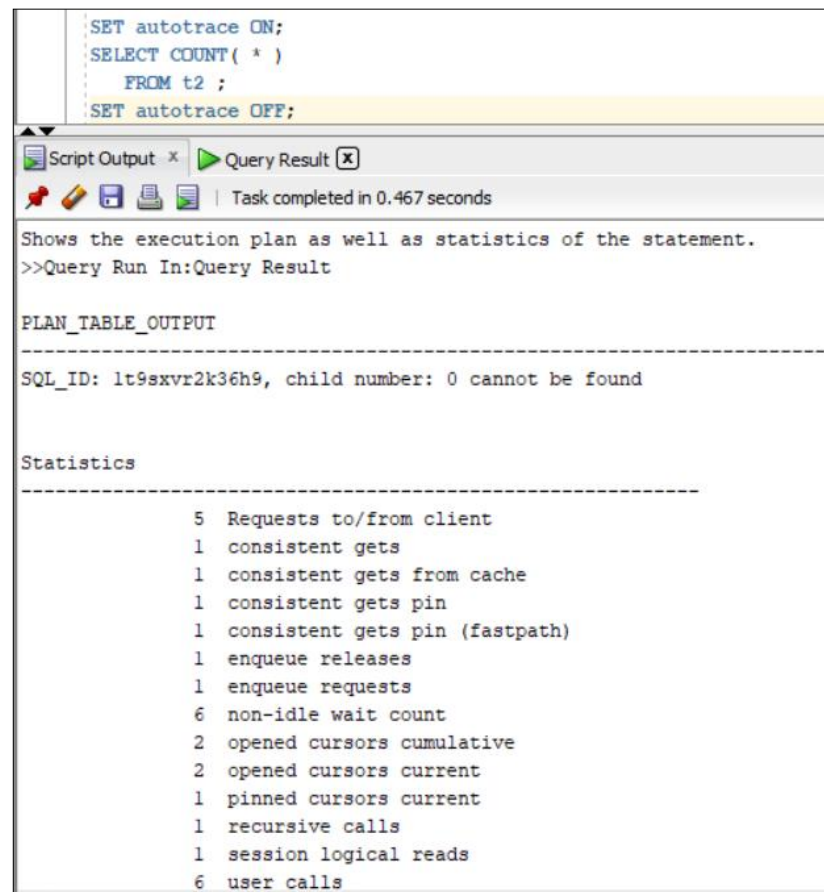 SET autotrace ON;
SELECT COUNT( * )
FROM t2 ;
SET autotrace OFF;
Script Output x Query Result x
Task completed in 0.467 seconds
Shows the execution plan as well as statistics of the statement.
>>Query Run In:Query Result
PLAN_TABLE_OUTPUT
--------------------------------------------------------------------------------
SQL_ID: 1t9sxvr2k36h9, child number: 0 cannot be found
Statistics
-----------------------------------------------------------
5 Requests to/from client
1 consistent gets
1 consistent gets from cache
1 consistent gets pin
1 consistent gets pin (fastpath)
1 enqueue releases
1 enqueue requests
6 non-idle wait count
2 opened cursors cumulative
2 opened cursors current
1 pinned cursors current
1 recursive calls
1 session logical reads
6 user calls